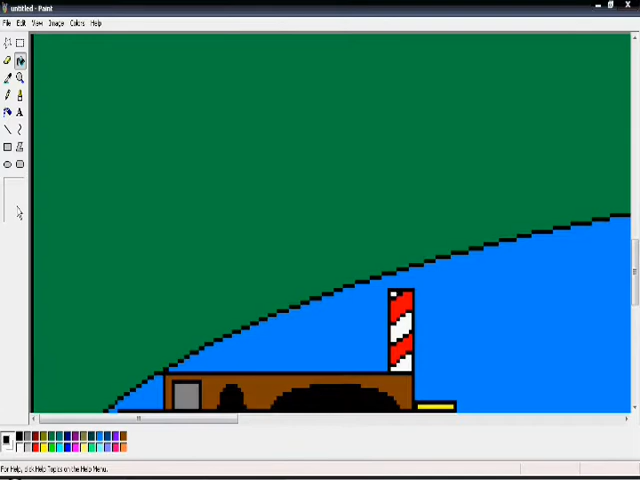 untitled - Paint
File Edit View Image Colors Help
A
For Help, click Help Topics on the Help Menu.